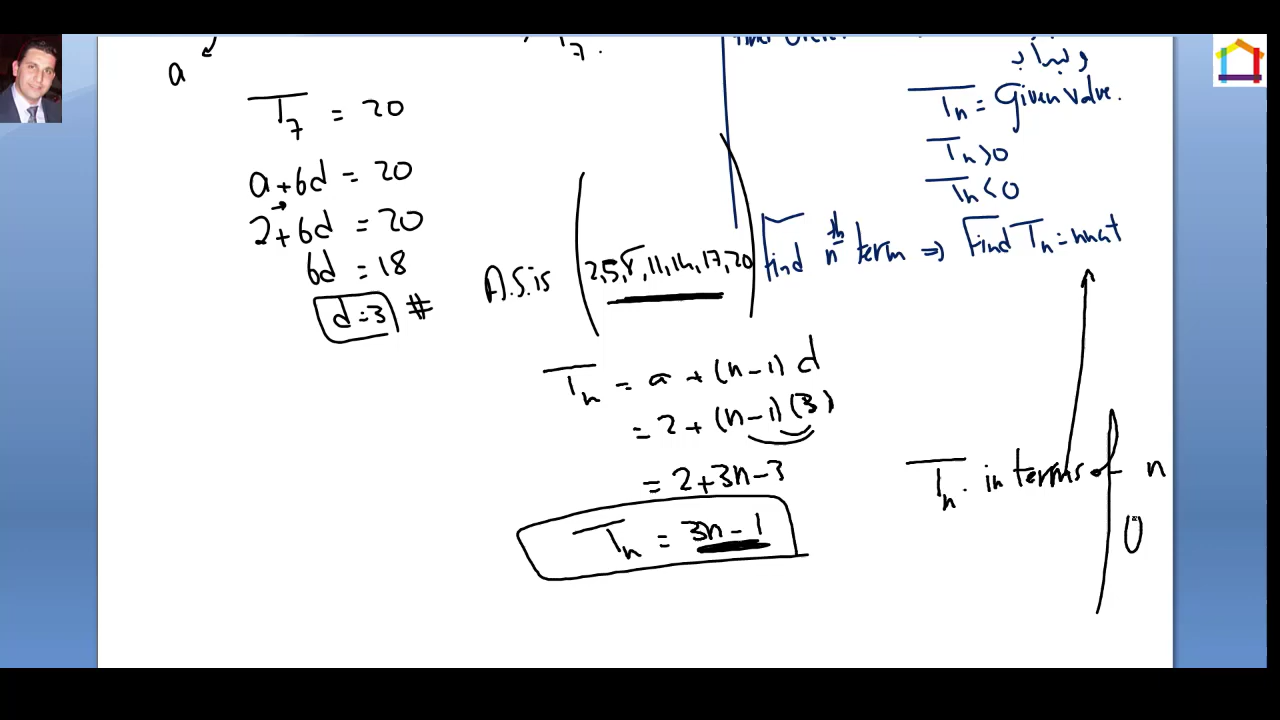 a
T₇ = 20
a+6d = 20
2+6d = 20
6d = 18
d=3 #
A.S. is (2,5,8,11,14,17,20)
Tₙ = a + (n-1) d
= 2 + (n-1)(3)
= 2+3n-3
Tₙ = 3n-1
7.
Tₙ = Given Value.
Tₙ > 0
Tₙ < 0
Find nth term ⇒ Find Tₙ =
Tₙ. in terms of n
0